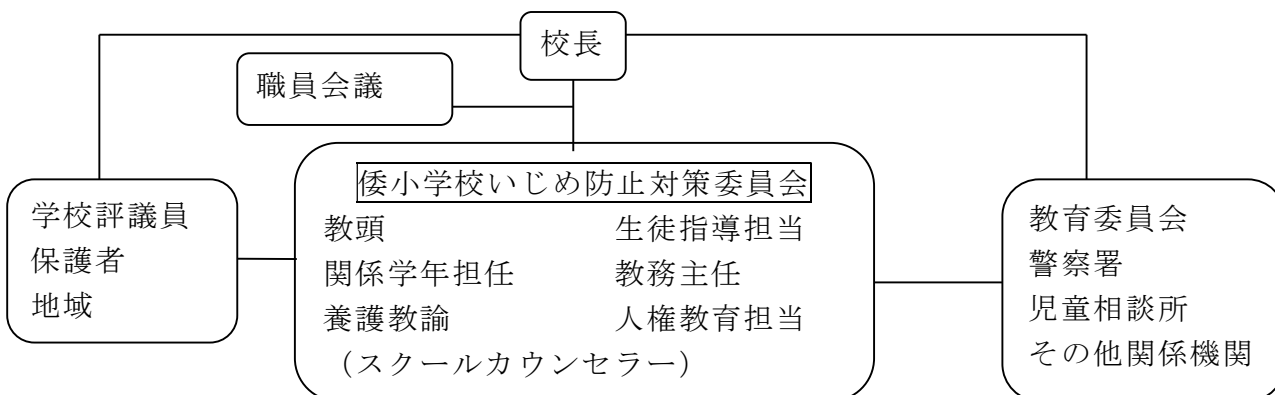 校長
職員会議
学校評議員
保護者
地域
倭小学校いじめ防止対策委員会
教頭 生徒指導担当
関係学年担任 教務主任
養護教諭 人権教育担当
（スクールカウンセラー）
教育委員会
警察署
児童相談所
その他関係機関